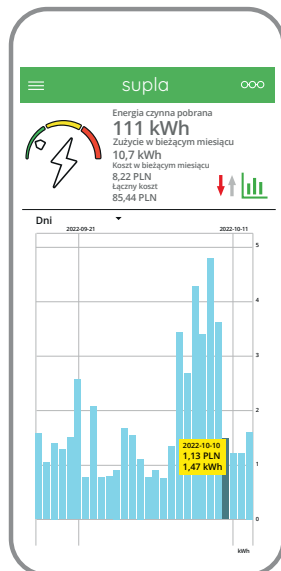 supla
Energia czynna pobrana
111 kWh
Zużycie w bieżącym miesiącu
10,7 kWh
Koszt w bieżącym miesiącu
8,22 PLN
Łączny koszt
85,44 PLN
Dni
2022-09-21 2022-10-11
5
4
3
2
2022-10-10
1,13 PLN
1,47 kWh
1
0
kWh